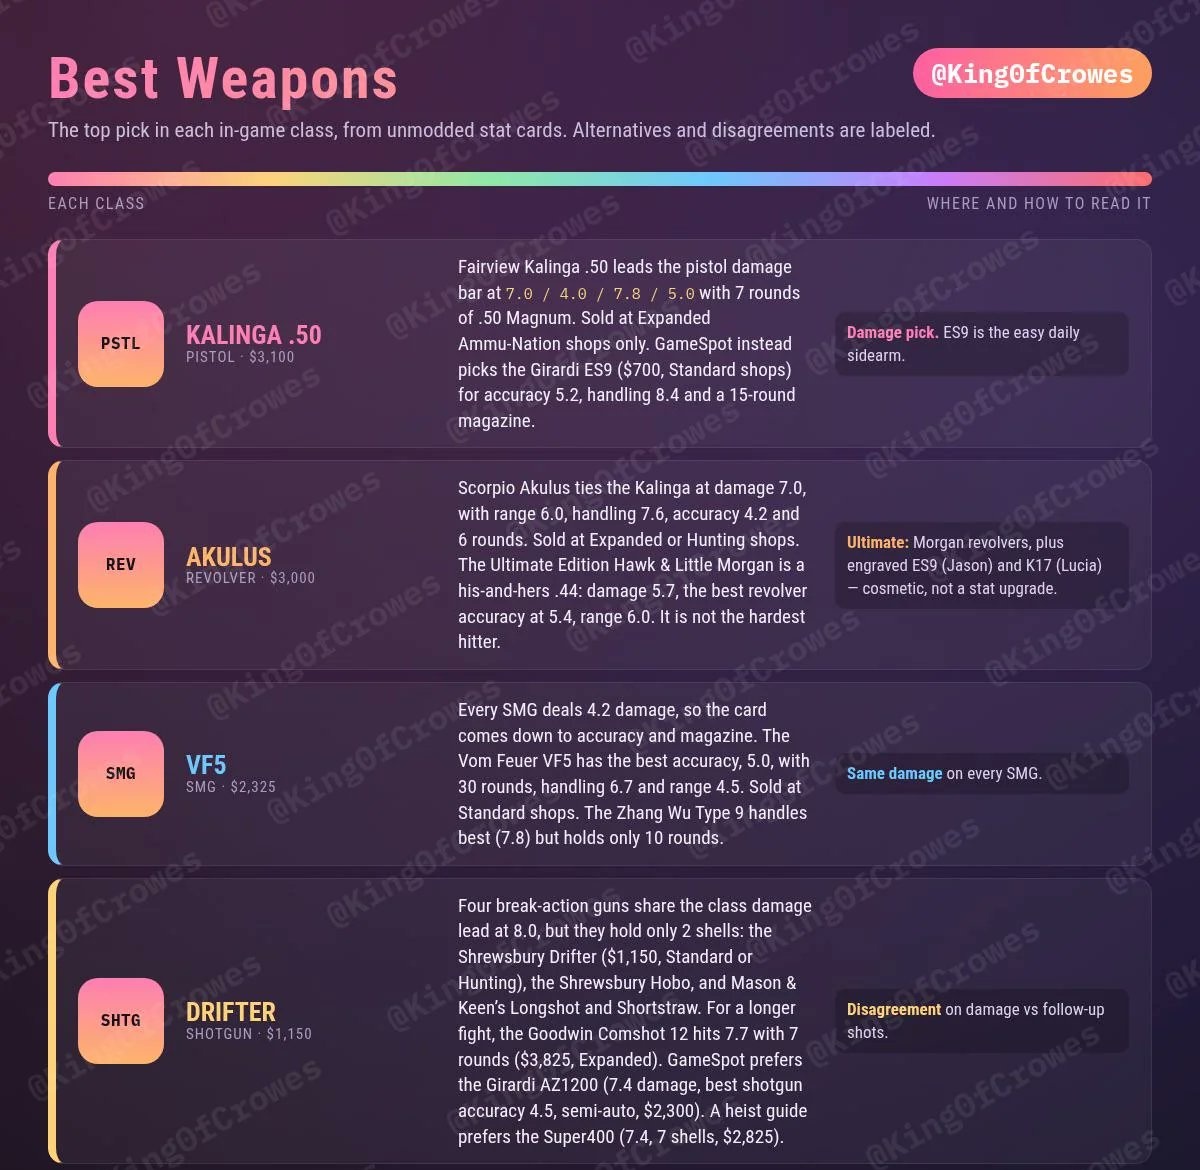 Best Weapons
@KingOfCrowes
The top pick in each in-game class, from unmodded stat cards. Alternatives and disagreements are labeled.
EACH CLASS
WHERE AND HOW TO READ IT
PSTL
KALINGA .50
PISTOL · $3,100
Fairview Kalinga .50 leads the pistol damage
bar at 7.0 / 4.0 / 7.8 / 5.0 with 7 rounds
of .50 Magnum. Sold at Expanded
Ammu-Nation shops only. GameSpot instead
picks the Girardi ES9 ($700, Standard shops)
for accuracy 5.2, handling 8.4 and a 15-round
magazine.
Damage pick. ES9 is the easy daily
sidearm.
REV
AKULUS
REVOLVER · $3,000
Scorpio Akulus ties the Kalinga at damage 7.0,
with range 6.0, handling 7.6, accuracy 4.2 and
6 rounds. Sold at Expanded or Hunting shops.
The Ultimate Edition Hawk & Little Morgan is a
his-and-hers .44: damage 5.7, the best revolver
accuracy at 5.4, range 6.0. It is not the hardest
hitter.
Ultimate: Morgan revolvers, plus
engraved ES9 (Jason) and K17 (Lucia)
— cosmetic, not a stat upgrade.
SMG
VF5
SMG · $2,325
Every SMG deals 4.2 damage, so the card
comes down to accuracy and magazine. The
Vom Feuer VF5 has the best accuracy, 5.0, with
30 rounds, handling 6.7 and range 4.5. Sold at
Standard shops. The Zhang Wu Type 9 handles
best (7.8) but holds only 10 rounds.
Same damage on every SMG.
SHTG
DRIFTER
SHOTGUN · $1,150
Four break-action guns share the class damage
lead at 8.0, but they hold only 2 shells: the
Shrewsbury Drifter ($1,150, Standard or
Hunting), the Shrewsbury Hobo, and Mason &
Keen’s Longshot and Shortstraw. For a longer
fight, the Goodwin Comshot 12 hits 7.7 with 7
rounds ($3,825, Expanded). GameSpot prefers
the Girardi AZ1200 (7.4 damage, best shotgun
accuracy 4.5, semi-auto, $2,300). A heist guide
prefers the Super400 (7.4, 7 shells, $2,825).
Disagreement on damage vs follow-up
shots.